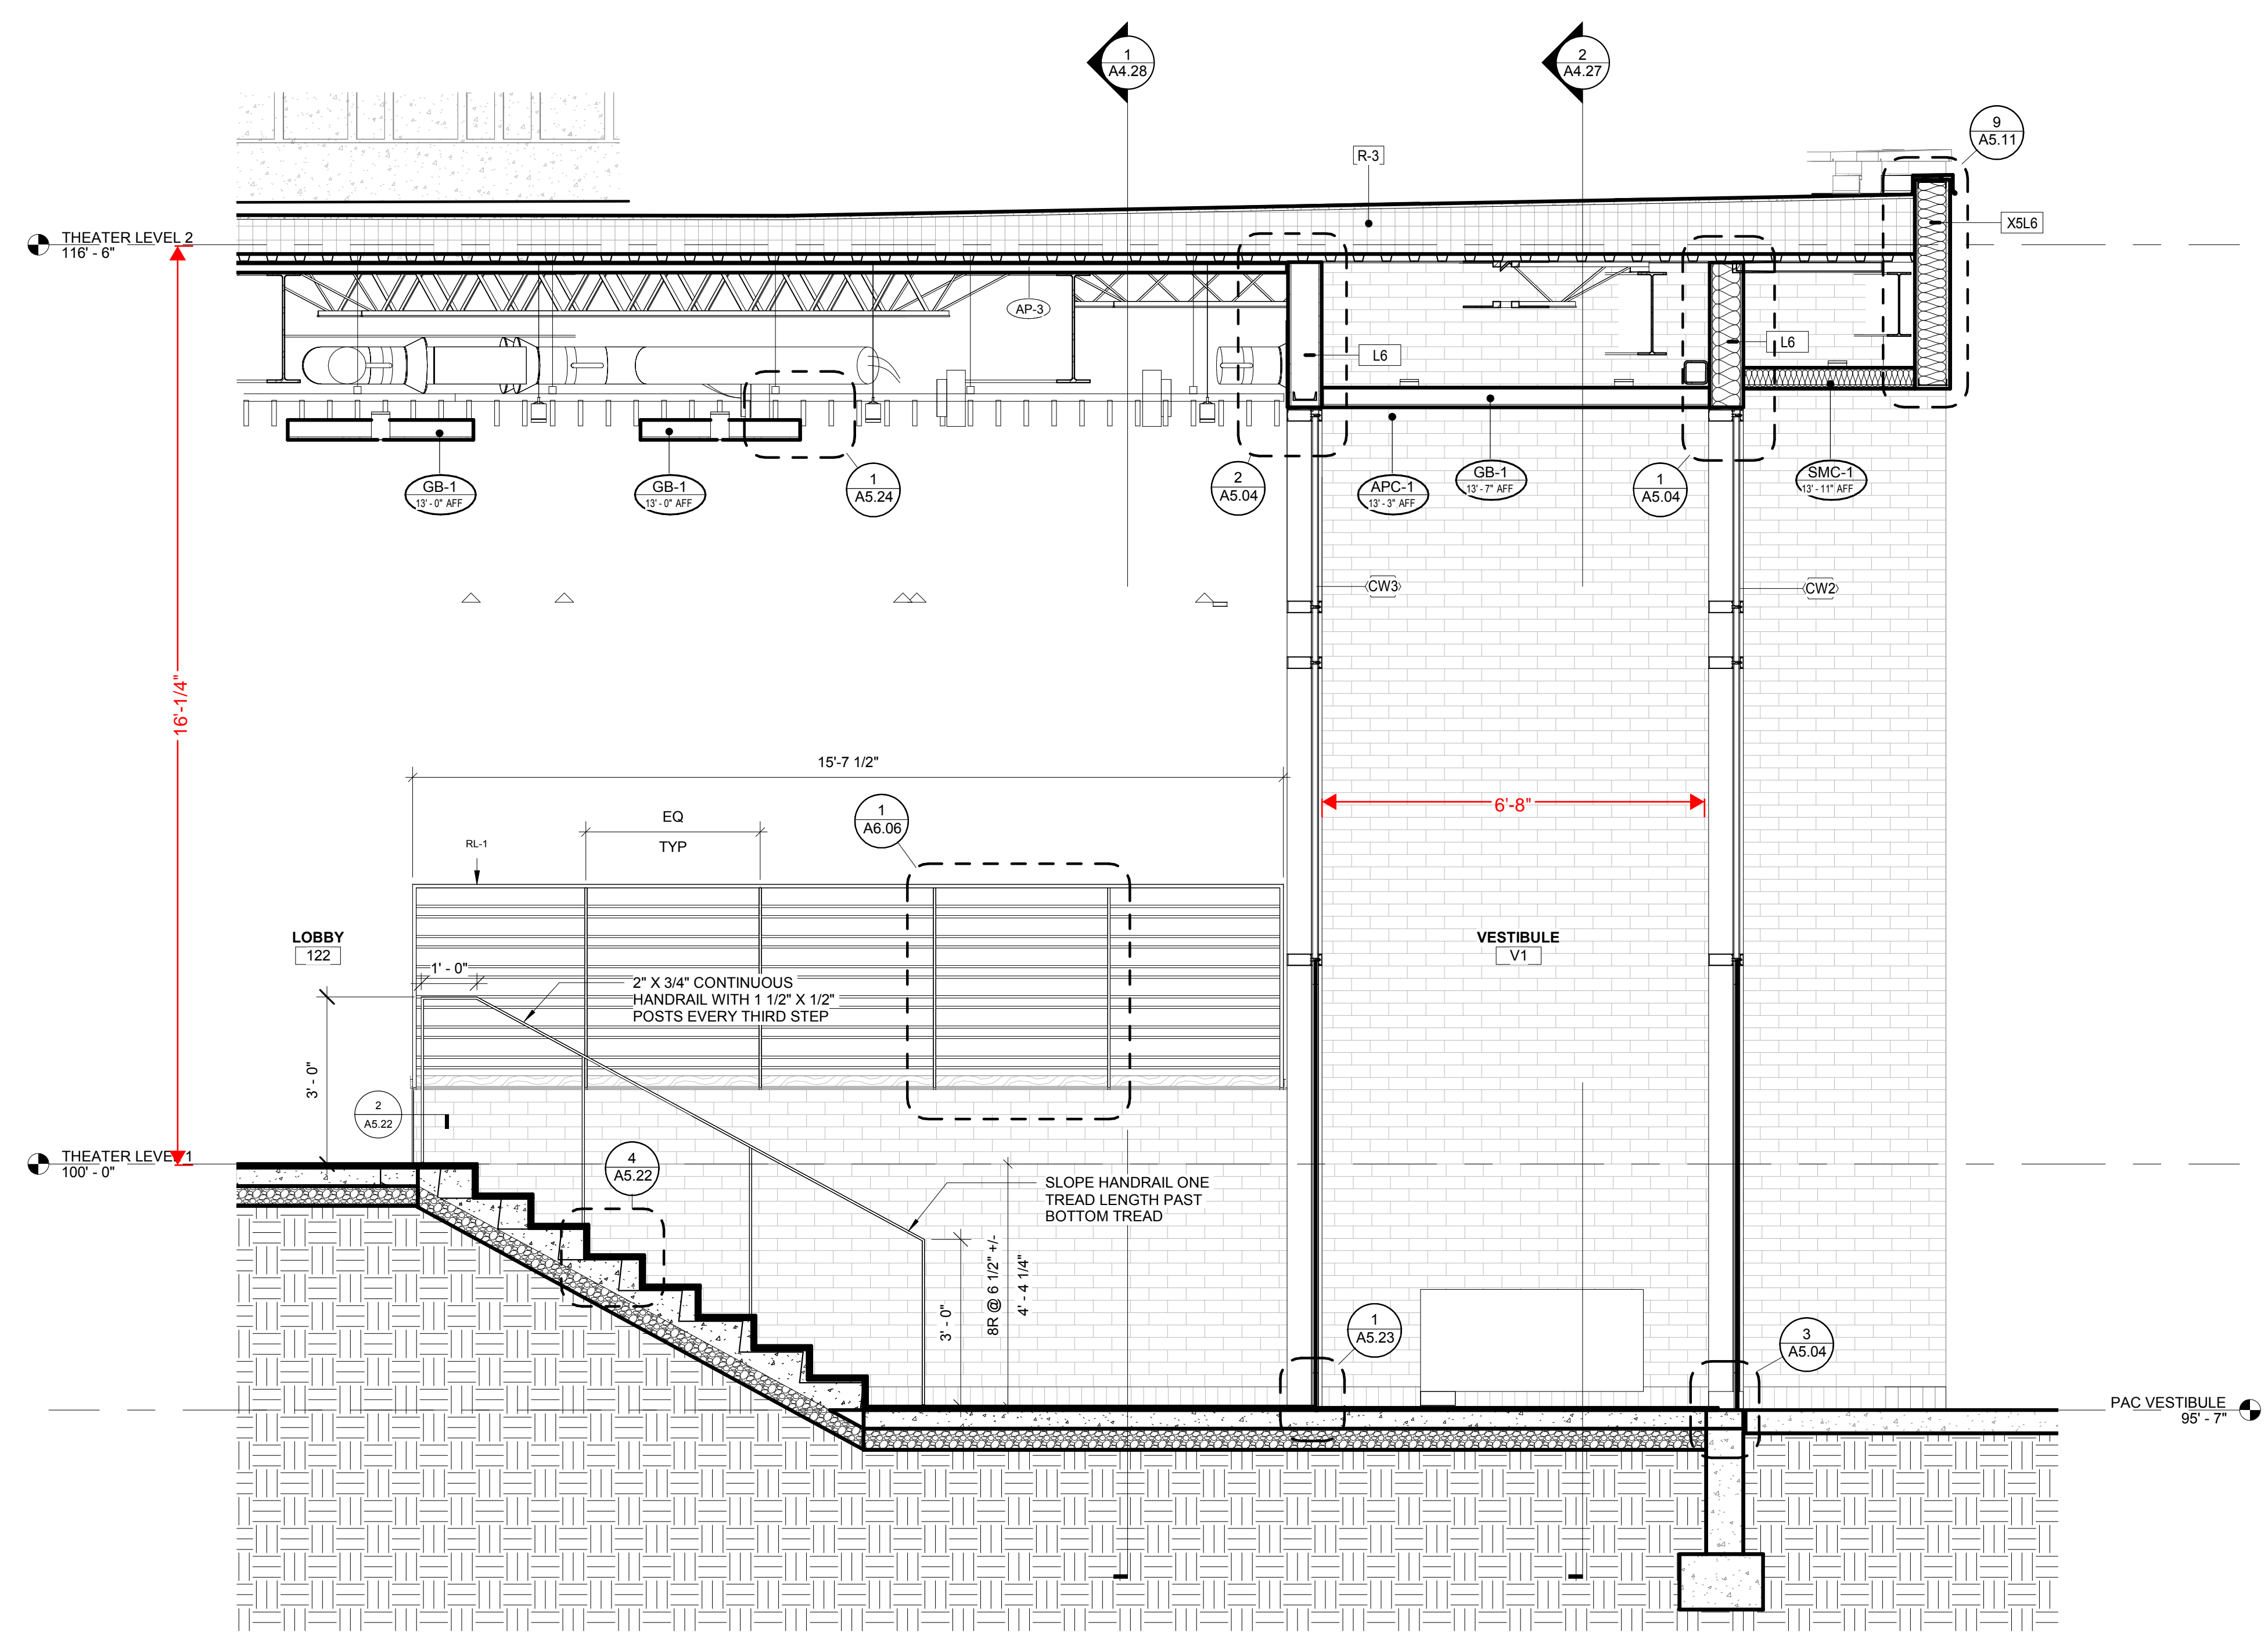 1
A4.28
2
A4.27
9
A5.11
R-3
X5L6
THEATER LEVEL 2
116' - 6"
AP-3
L6
L6
GB-1
13' - 0" AFF
GB-1
13' - 0" AFF
1
A5.24
2
A5.04
APC-1
13' - 3" AFF
GB-1
13' - 7" AFF
1
A5.04
SMC-1
13' - 11" AFF
CW3
CW2
16'-1/4"
15'-7 1/2"
6'-8"
EQ
TYP
1
A6.06
RL-1
LOBBY
122
VESTIBULE
V1
1' - 0"
2" X 3/4" CONTINUOUS
HANDRAIL WITH 1 1/2" X 1/2"
POSTS EVERY THIRD STEP
3' - 0"
2
A5.22
THEATER LEVEL 1
100' - 0"
4
A5.22
SLOPE HANDRAIL ONE
TREAD LENGTH PAST
BOTTOM TREAD
8R @ 6 1/2" +/-
4' - 4 1/4"
3' - 0"
1
A5.23
3
A5.04
PAC VESTIBULE
95' - 7"